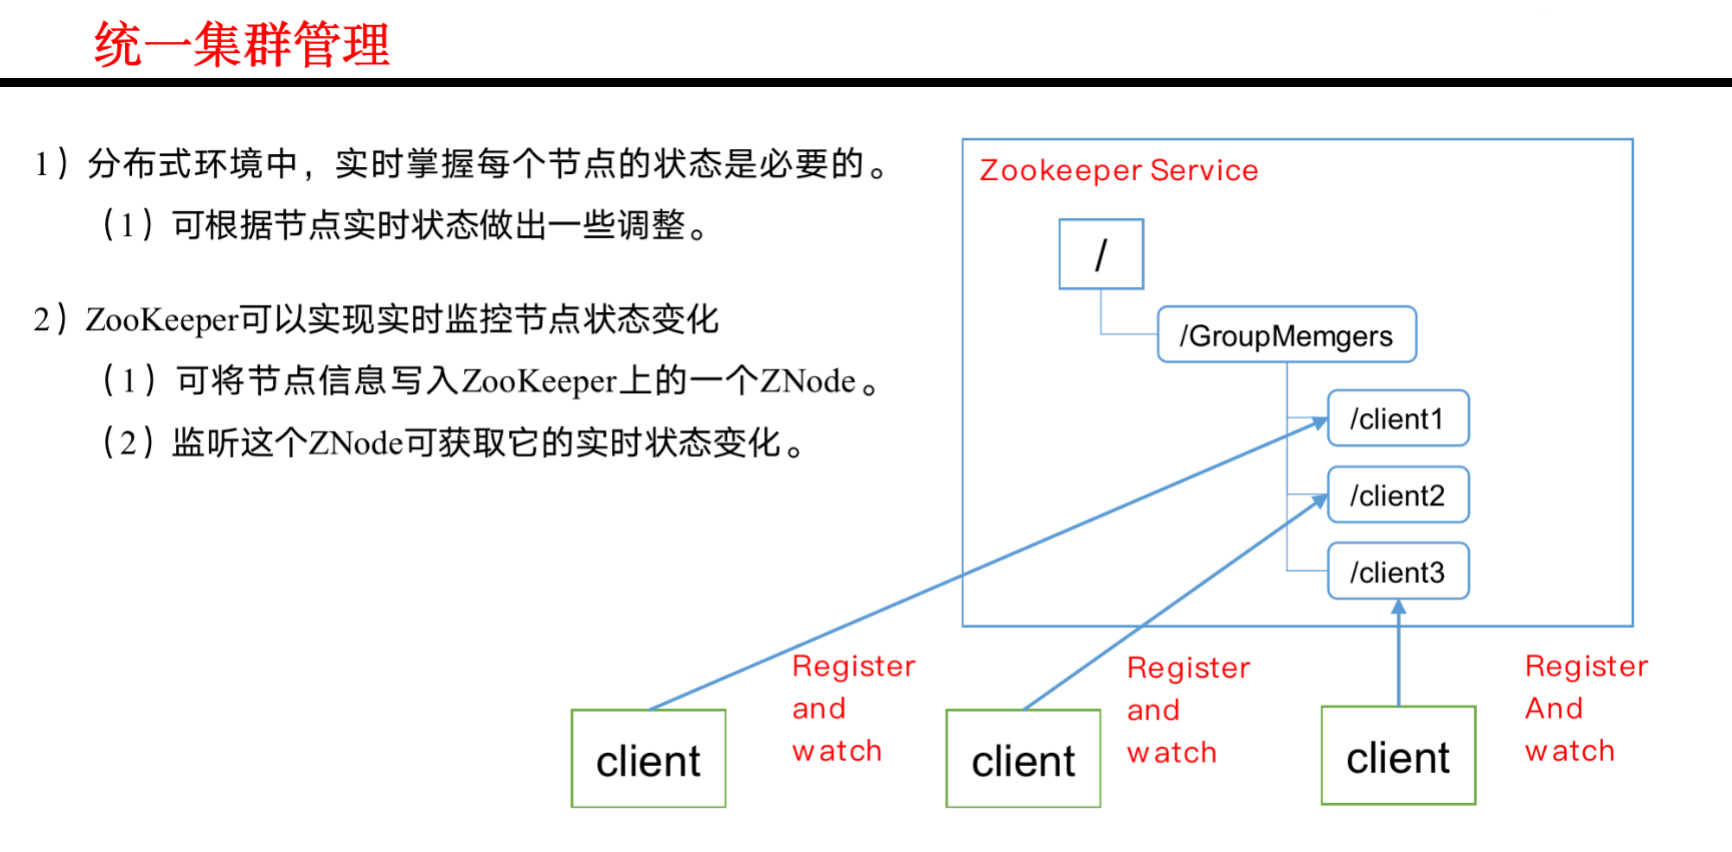 统一集群管理
1）分布式环境中，实时掌握每个节点的状态是必要的。
（1）可根据节点实时状态做出一些调整。
2）ZooKeeper可以实现实时监控节点状态变化
（1）可将节点信息写入ZooKeeper上的一个ZNode。
（2）监听这个ZNode可获取它的实时状态变化。
Zookeeper Service
/
/GroupMemgers
/client1
/client2
/client3
Register
and
watch
Register
and
watch
Register
And
watch
client
client
client